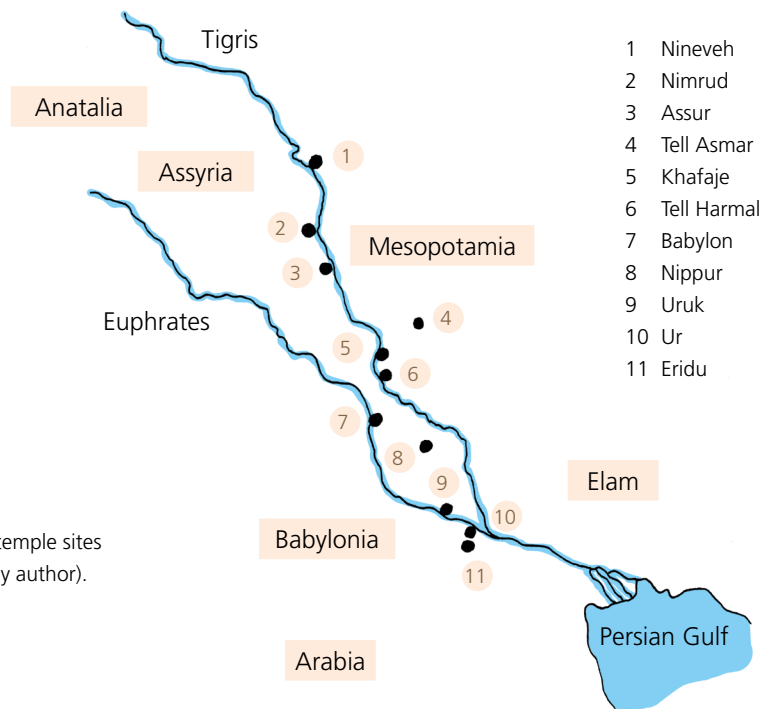 Tigris
Anatalia
Assyria
Mesopotamia
Euphrates
Babylonia
Elam
Arabia
Persian Gulf
1
2
3
4
5
6
7
8
9
10
11
1 Nineveh
2 Nimrud
3 Assur
4 Tell Asmar
5 Khafaje
6 Tell Harmal
7 Babylon
8 Nippur
9 Uruk
10 Ur
11 Eridu
temple sites
y author).